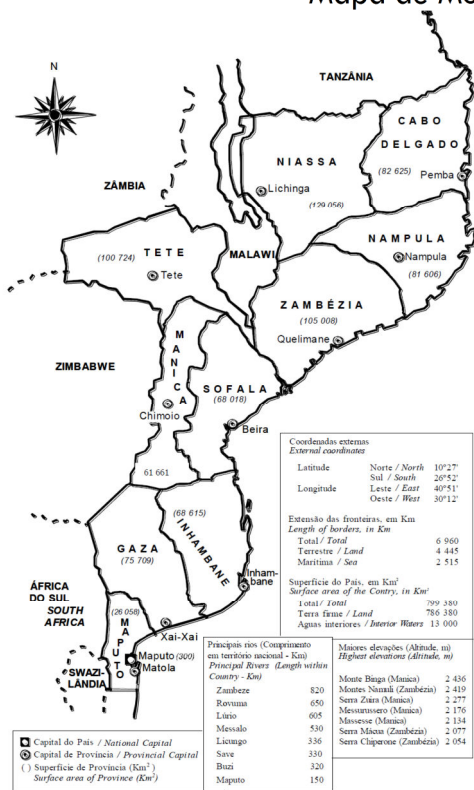 Mapa de Mo
N
TANZÂNIA
CABO
DELGADO
(82 625)
Pemba
NIASSA
Lichinga
(129 056)
ZÂMBIA
NAMPULA
Nampula
(81 606)
TETE
(100 724)
Tete
MALAWI
ZAMBÉZIA
(105 008)
Quelimane
MANICA
ZIMBABWE
SOFALA
(68 018)
Chimoio
Beira
61 661
(68 615)
INHAMBANE
GAZA
(75 709)
Inham-
bane
ÁFRICA
DO SUL
SOUTH
AFRICA
(26 058)
MAPUTO
Xai-Xai
Maputo (300)
Matola
SWAZI-
LÂNDIA
Coordenadas externas
External coordinates
Latitude Norte / North 10°27'
Sul / South 26°52'
Longitude Leste / East 40°51'
Oeste / West 30°12'
Extensão das fronteiras, em Km
Length of borders, in Km
Total / Total 6 960
Terrestre / Land 4 445
Marítima / Sea 2 515
Superfície do País, em Km²
Surface area of the Contry, in Km²
Total / Total 799 380
Terra firme / Land 786 380
Aguas interiores / Interior Waters 13 000
Principais rios (Comprimento
em território nacional - Km)
Principal Rivers (Length within
Country - Km)
Zambeze 820
Rovuma 650
Lúrio 605
Messalo 530
Licungo 336
Save 330
Buzi 320
Maputo 150
Maiores elevações (Altitude, m)
Highest elevations (Altitude, m)
Monte Binga (Manica) 2 436
Montes Namuli (Zambézia) 2 419
Serra Zuira (Manica) 2 277
Messurussero (Manica) 2 176
Massesse (Manica) 2 134
Serra Mácua (Zambézia) 2 077
Serra Chiperone (Zambézia) 2 054
Capital do País / National Capital
Capital de Província / Provincial Capital
( ) Superfície de Província (Km²)
Surface area of Province (Km²)